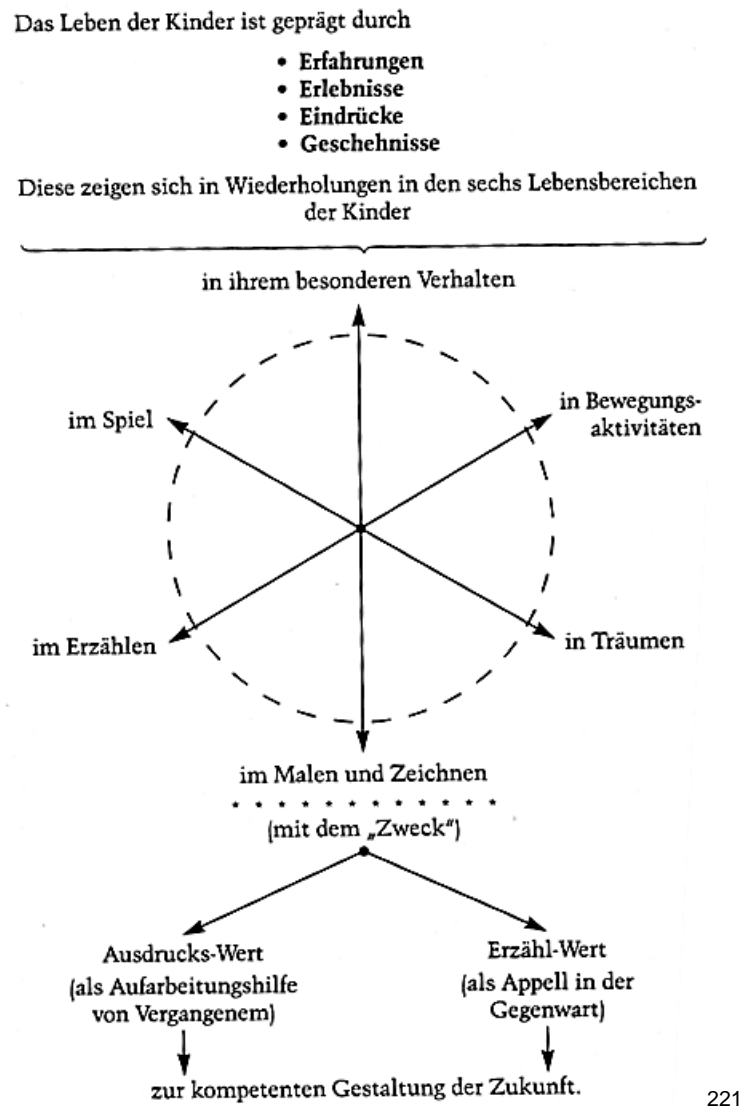 Das Leben der Kinder ist geprägt durch
• Erfahrungen
• Erlebnisse
• Eindrücke
• Geschehnisse
Diese zeigen sich in Wiederholungen in den sechs Lebensbereichen
der Kinder
in ihrem besonderen Verhalten
im Spiel
in Bewegungs-
aktivitäten
im Erzählen
in Träumen
im Malen und Zeichnen
(mit dem „Zweck“)
Ausdrucks-Wert
(als Aufarbeitungshilfe
von Vergangenem)
Erzähl-Wert
(als Appell in der
Gegenwart)
zur kompetenten Gestaltung der Zukunft.
221